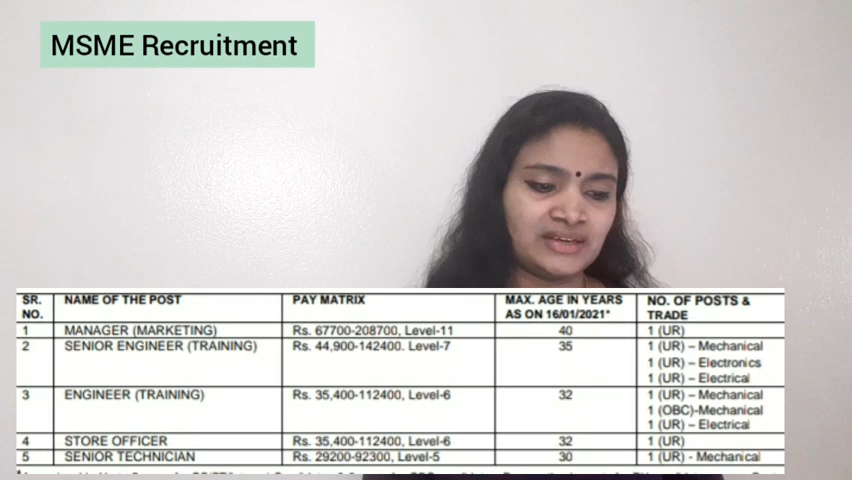 MSME Recruitment
SR. NO. NAME OF THE POST PAY MATRIX MAX. AGE IN YEARS AS ON 16/01/2021* NO. OF POSTS & TRADE
1 MANAGER (MARKETING) Rs. 67700-208700, Level-11 40 1 (UR)
2 SENIOR ENGINEER (TRAINING) Rs. 44,900-142400. Level-7 35 1 (UR) – Mechanical
1 (UR) – Electronics
1 (UR) – Electrical
3 ENGINEER (TRAINING) Rs. 35,400-112400, Level-6 32 1 (UR) – Mechanical
1 (OBC)-Mechanical
1 (UR) – Electrical
4 STORE OFFICER Rs. 35,400-112400, Level-6 32 1 (UR)
5 SENIOR TECHNICIAN Rs. 29200-92300, Level-5 30 1 (UR) - Mechanical